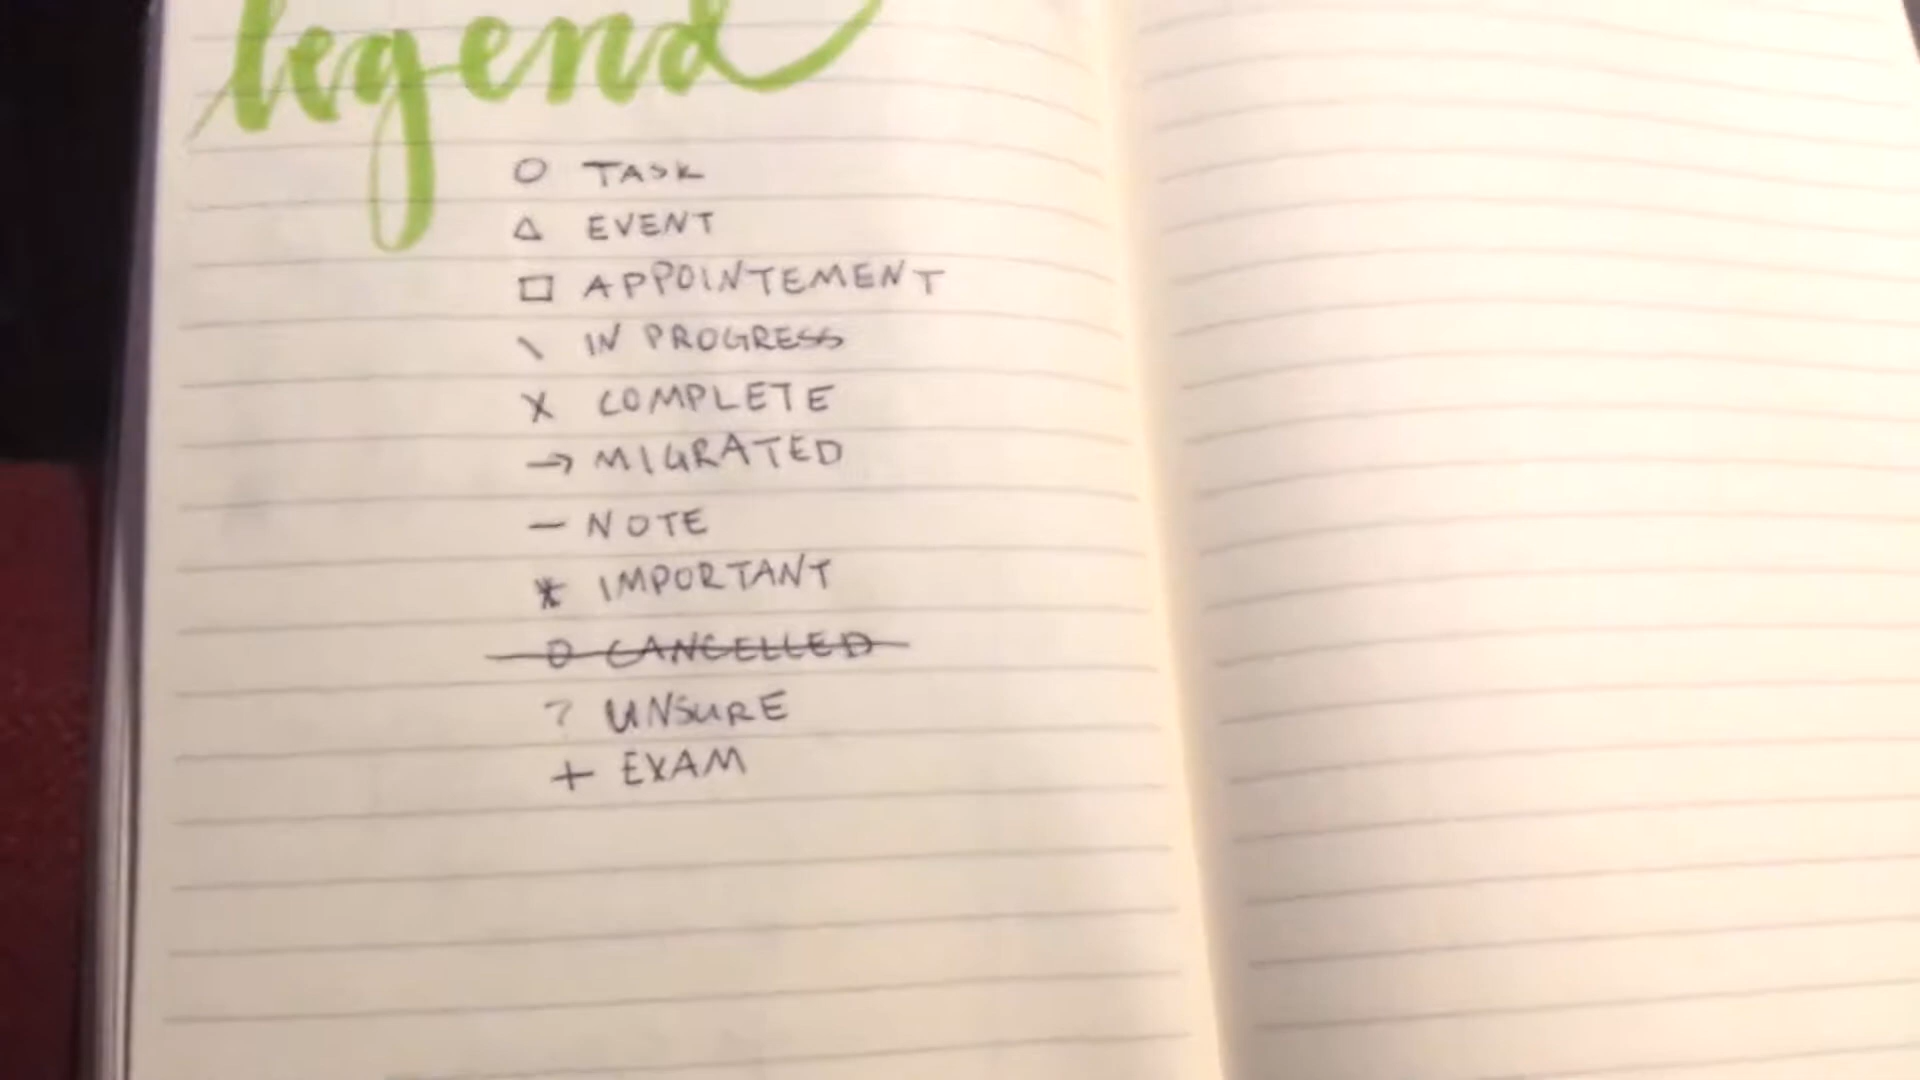 legend
O TASK
△ EVENT
□ APPOINTEMENT
\ IN PROGRESS
X COMPLETE
→ MIGRATED
— NOTE
* IMPORTANT
O CANCELLED
? UNSURE
+ EXAM